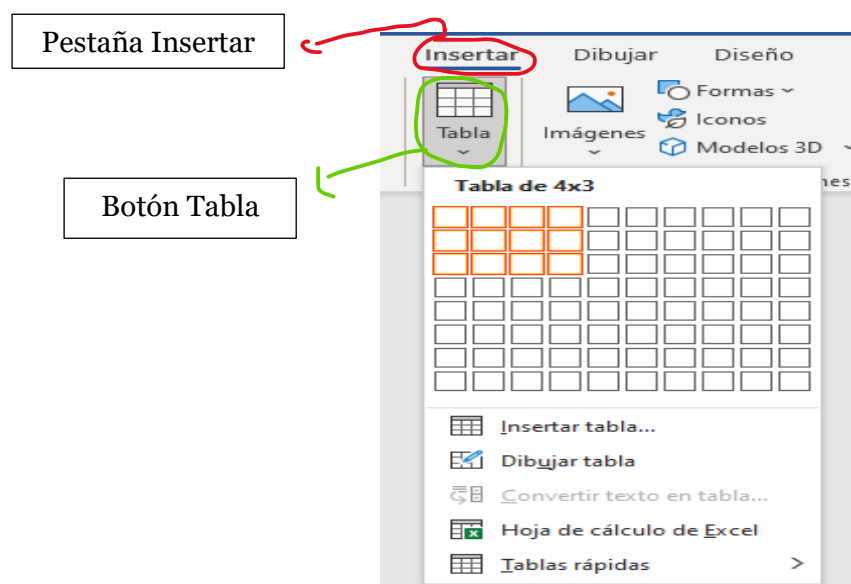 Pestaña Insertar
Insertar Dibujar Diseño
Tabla
Imágenes
Formas
Iconos
Modelos 3D
Botón Tabla
Tabla de 4x3
nes
Insertar tabla...
Dibujar tabla
Convertir texto en tabla...
Hoja de cálculo de Excel
Tablas rápidas